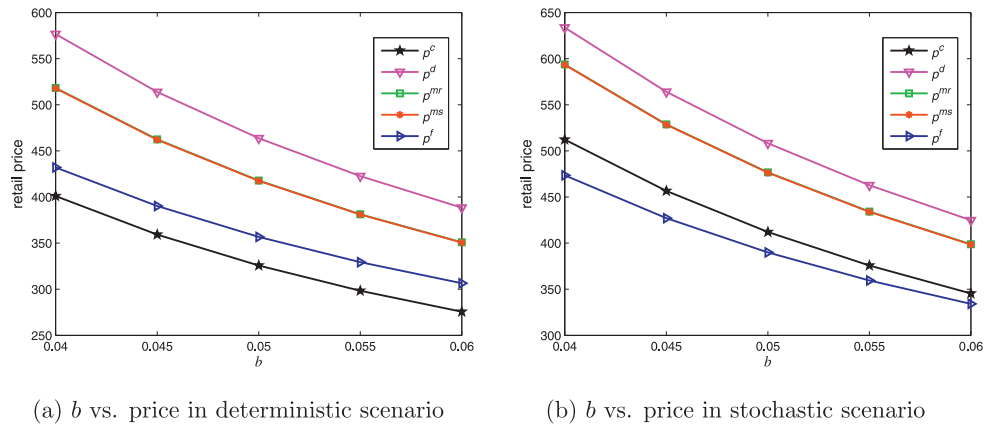 600
550
500
450
400
350
300
250
retail price
0.04
0.045
0.05
0.055
0.06
b
p^c
p^d
p^mr
p^ms
p^f
(a) b vs. price in deterministic scenario
650
600
550
500
450
400
350
300
retail price
0.04
0.045
0.05
0.055
0.06
b
p^c
p^d
p^mr
p^ms
p^f
(b) b vs. price in stochastic scenario